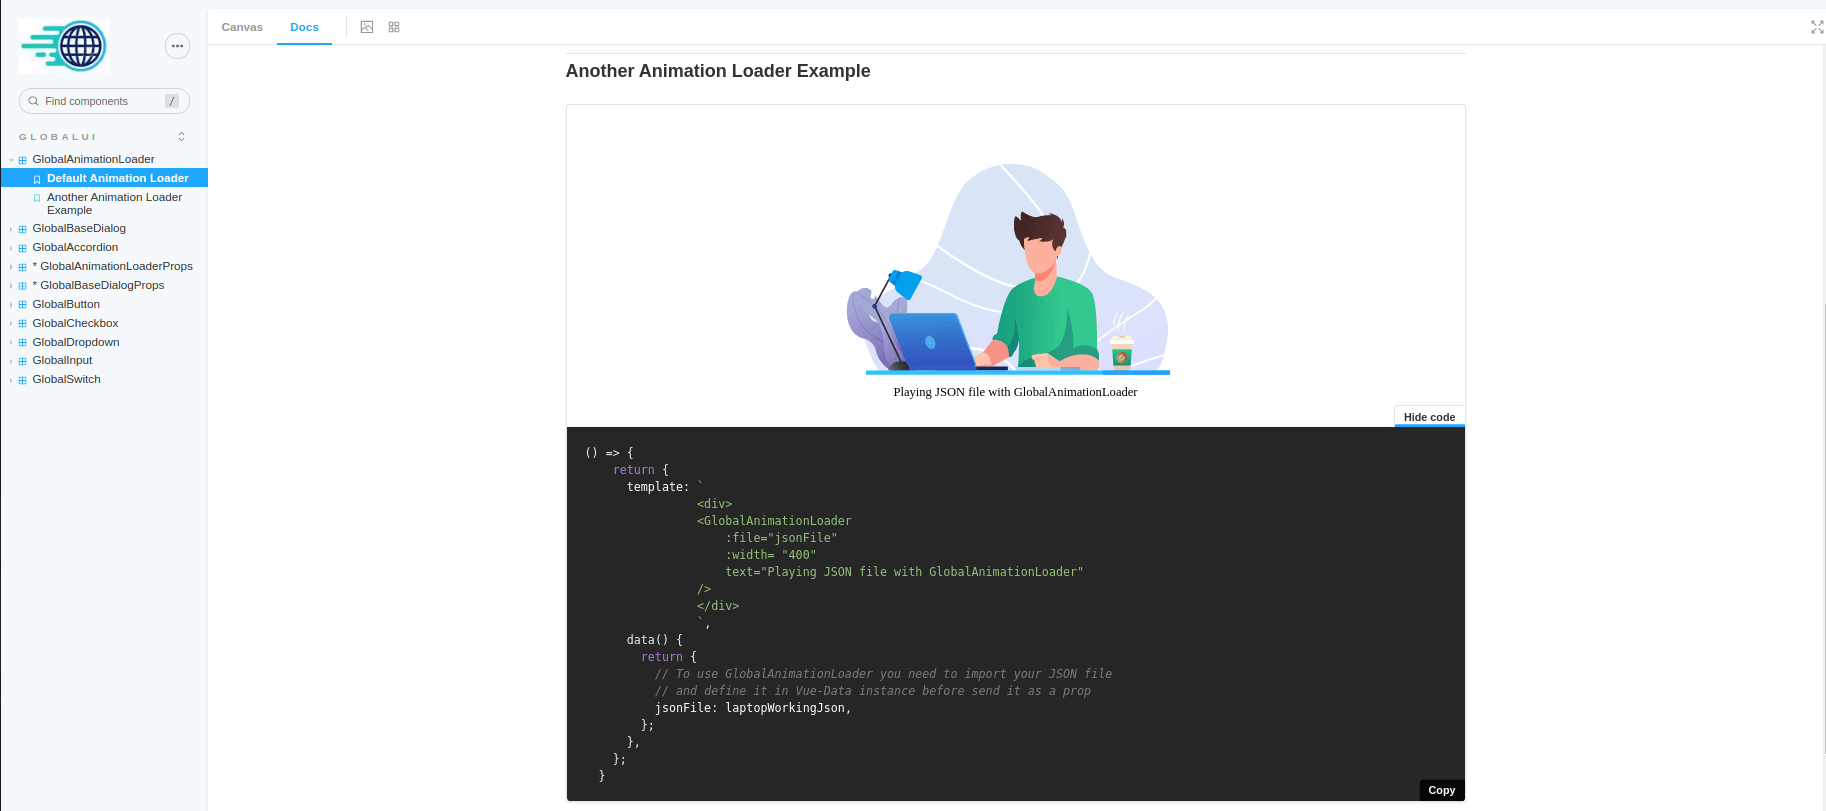 Canvas
Docs
Find components
/
GLOBALUI
GlobalAnimationLoader
Default Animation Loader
Another Animation Loader
Example
GlobalBaseDialog
GlobalAccordion
* GlobalAnimationLoaderProps
* GlobalBaseDialogProps
GlobalButton
GlobalCheckbox
GlobalDropdown
GlobalInput
GlobalSwitch
Another Animation Loader Example
Playing JSON file with GlobalAnimationLoader
Hide code
() => {
    return {
      template: `
                <div>
                <GlobalAnimationLoader
                    :file="jsonFile"
                    :width= "400"
                    text="Playing JSON file with GlobalAnimationLoader"
                />
                </div>
                `,
      data() {
        return {
          // To use GlobalAnimationLoader you need to import your JSON file
          // and define it in Vue-Data instance before send it as a prop
          jsonFile: laptopWorkingJson,
        };
      },
    };
  }
Copy